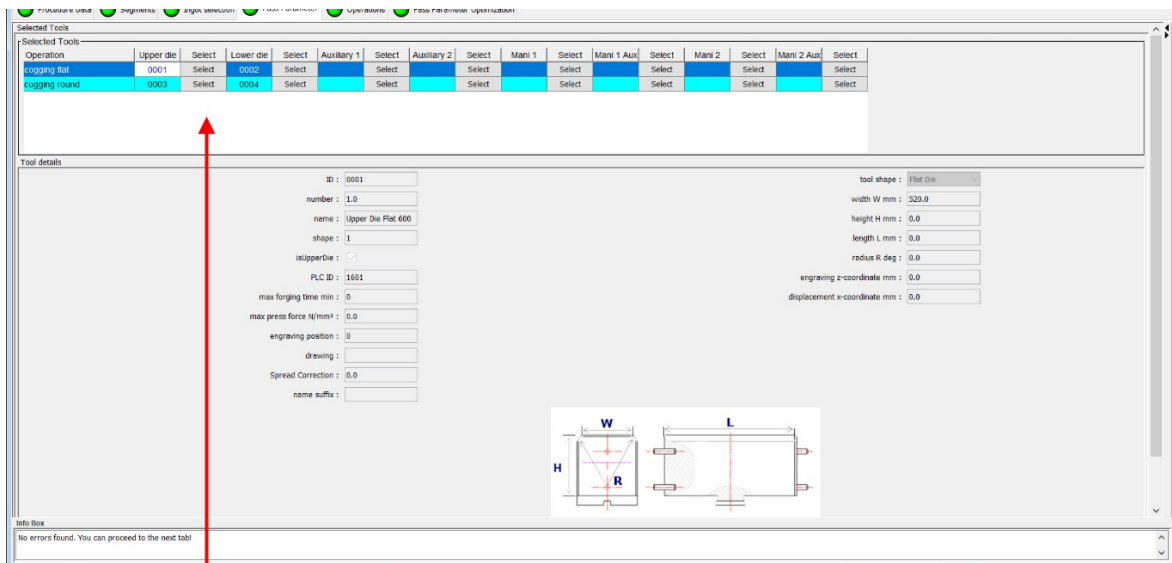 Procedure Data Segments Ingot selection Pass Parameter Operations Pass Parameter Optimization
Selected Tools
Selected Tools
Operation Upper die Select Lower die Select Auxiliary 1 Select Auxiliary 2 Select Mani 1 Select Mani 1 Aux Select Mani 2 Select Mani 2 Aux Select
cogging flat 0001 Select 0002 Select Select Select Select Select Select Select
cogging round 0003 Select 0004 Select Select Select Select Select Select Select
Tool details
ID : 0001 tool shape : Flat Die
number : 1.0 width W mm : 520.0
name : Upper Die Flat 600 height H mm : 0.0
shape : 1 length L mm : 0.0
isUpperDie : radius R deg : 0.0
PLC ID : 1601 engraving z-coordinate mm : 0.0
max forging time min : 0 displacement x-coordinate mm : 0.0
max press force N/mm² : 0.0
engraving position : 0
drawing :
Spread Correction : 0.0
name suffix :
W L
H R
Info Box
No errors found. You can proceed to the next tab!